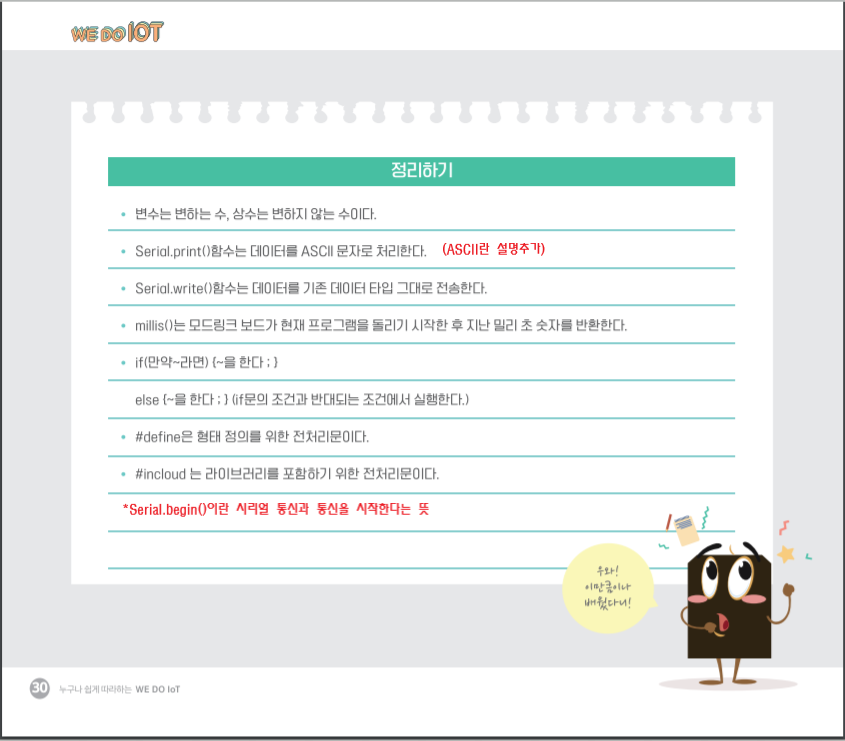 WE DO IOT
정리하기
• 변수는 변하는 수, 상수는 변하지 않는 수이다.
• Serial.print()함수는 데이터를 ASCII 문자로 처리한다. (ASCII란 설명추가)
• Serial.write()함수는 데이터를 기존 데이터 타입 그대로 전송한다.
• millis()는 모드링크 보드가 현재 프로그램을 돌리기 시작한 후 지난 밀리 초 숫자를 반환한다.
• if(만약~라면) {~을 한다 ; }
else {~을 한다 ; } (if문의 조건과 반대되는 조건에서 실행한다.)
• #define은 형태 정의를 위한 전처리문이다.
• #incloud 는 라이브러리를 포함하기 위한 전처리문이다.
*Serial.begin()이란 시리얼 통신과 통신을 시작한다는 뜻
우와!
이만큼이나
배웠다니!
30 누구나 쉽게 따라하는 WE DO IoT